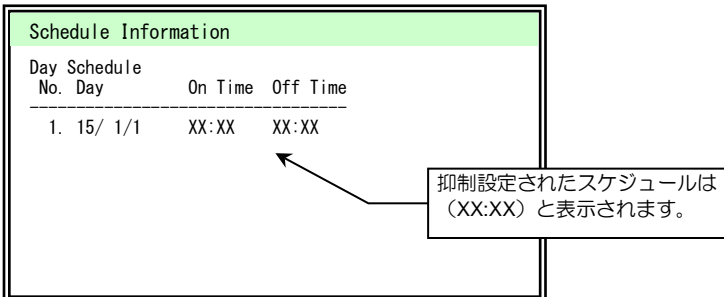 Schedule Information
Day Schedule
No. Day On Time Off Time
----------------------------------
1. 15/ 1/1 XX:XX XX:XX
抑制設定されたスケジュールは
（XX:XX）と表示されます。